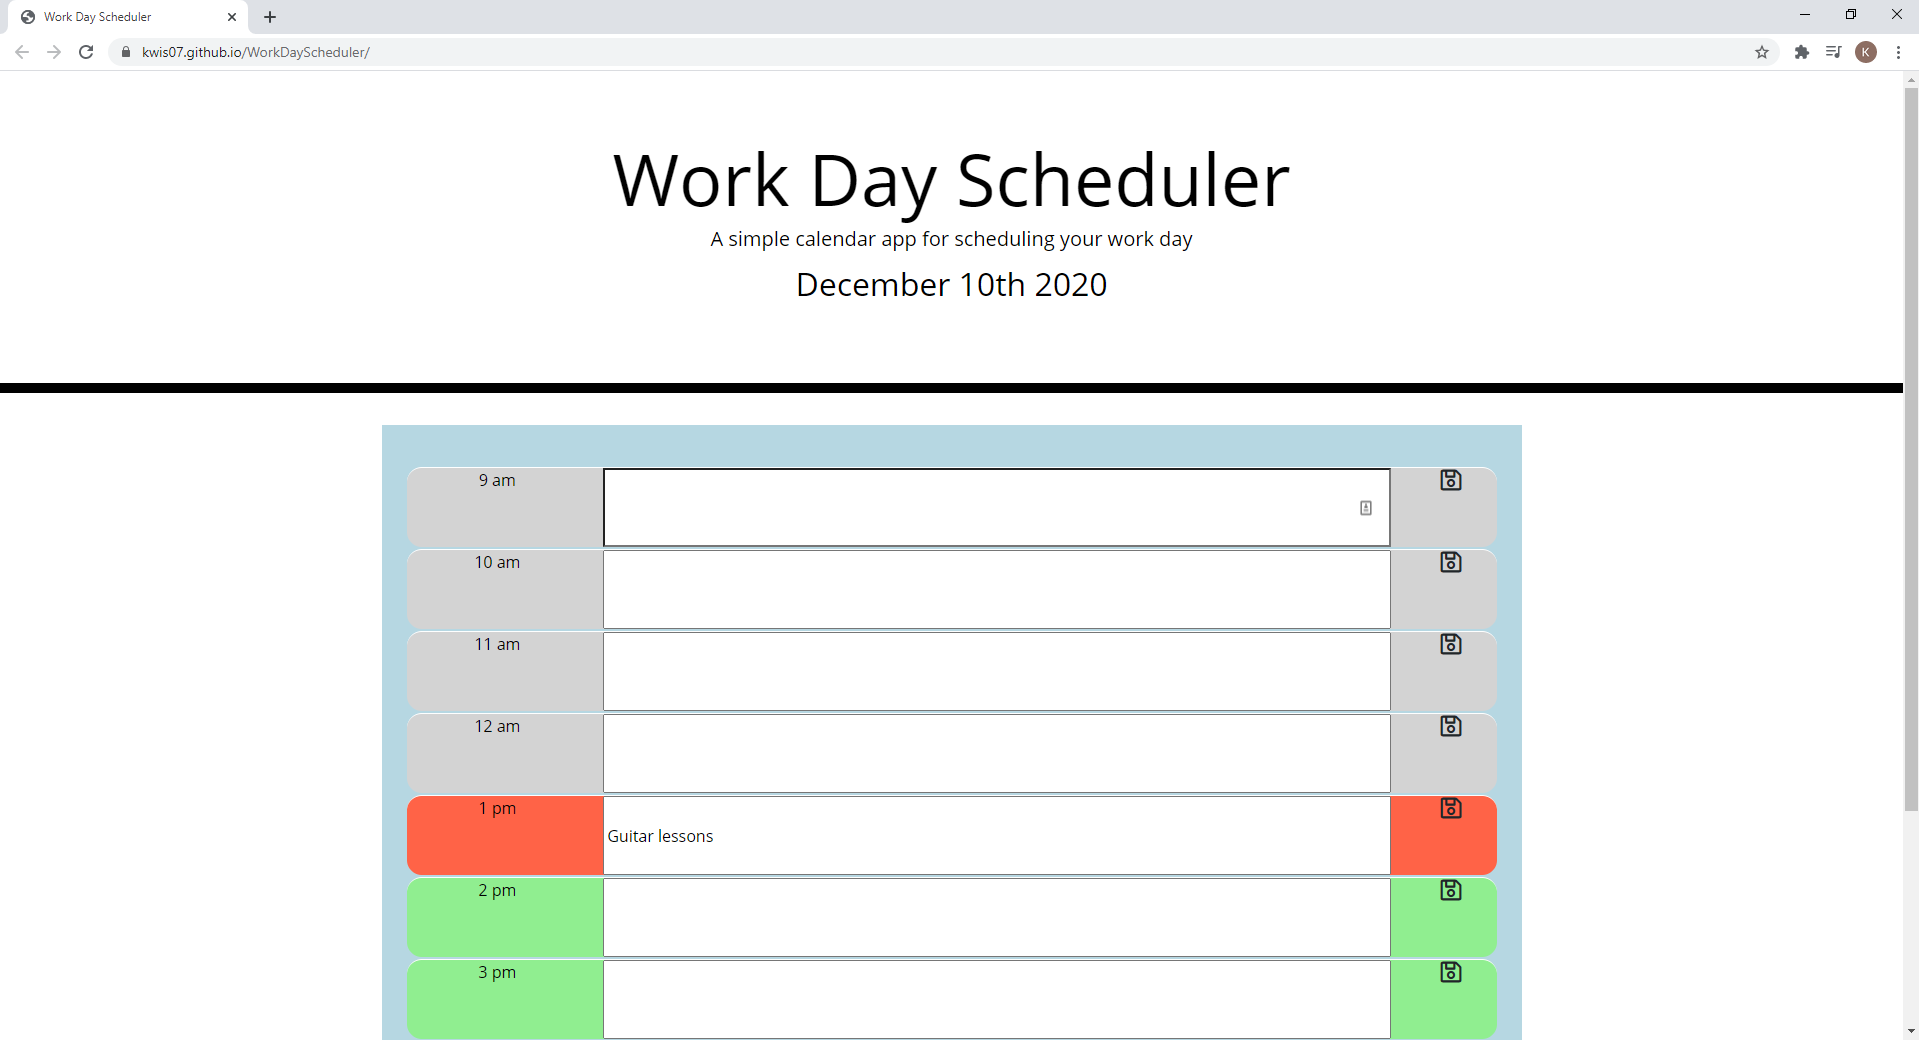 Work Day Scheduler
kwis07.github.io/WorkDayScheduler/
K
Work Day Scheduler
A simple calendar app for scheduling your work day
December 10th 2020
9 am
10 am
11 am
12 am
1 pm
Guitar lessons
2 pm
3 pm